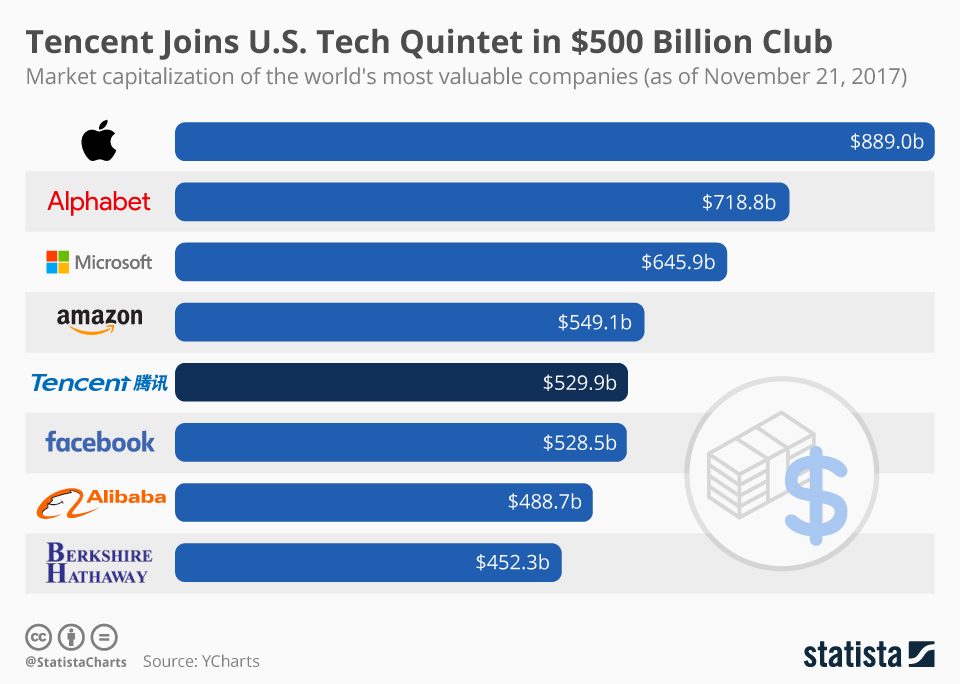 Tencent Joins U.S. Tech Quintet in $500 Billion Club
Market capitalization of the world's most valuable companies (as of November 21, 2017)
$889.0b
Alphabet
$718.8b
Microsoft
$645.9b
amazon
$549.1b
Tencent 腾讯
$529.9b
facebook
$528.5b
Alibaba
$488.7b
BERKSHIRE
HATHAWAY
$452.3b
$
cc
@StatistaCharts Source: YCharts
statista